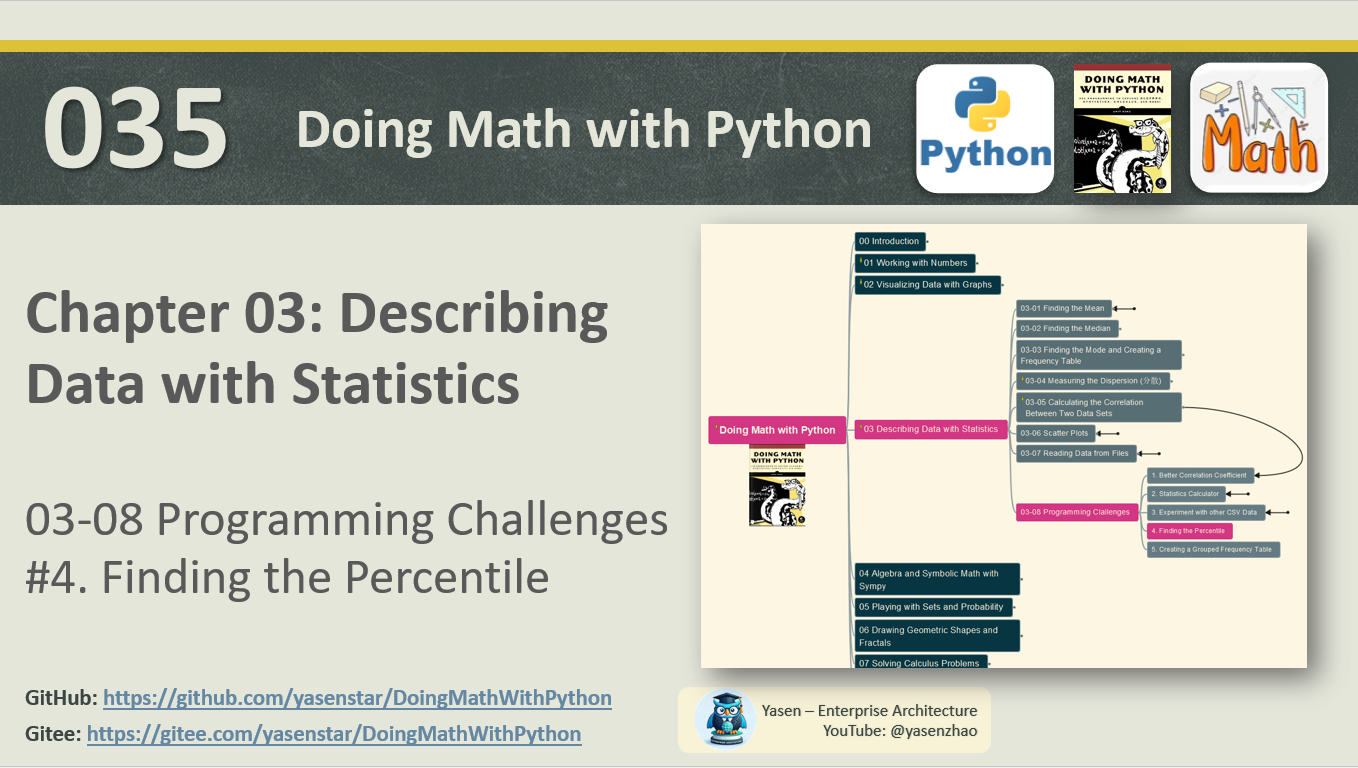 035
Doing Math with Python
Python
DOING MATH
WITH PYTHON
Math
Chapter 03: Describing
Data with Statistics
03-08 Programming Challenges
#4. Finding the Percentile
00 Introduction
01 Working with Numbers
02 Visualizing Data with Graphs
03-01 Finding the Mean
03-02 Finding the Median
03-03 Finding the Mode and Creating a
Frequency Table
03-04 Measuring the Dispersion (分散)
03-05 Calculating the Correlation
Between Two Data Sets
Doing Math with Python
03 Describing Data with Statistics
03-06 Scatter Plots
03-07 Reading Data from Files
DOING MATH
WITH PYTHON
1. Better Correlation Coefficient
2. Statistics Calculator
03-08 Programming Clallenges
3. Experiment with other CSV Data
4. Finding the Percentile
5. Creating a Grouped Frequency Table
04 Algebra and Symbolic Math with
Sympy
05 Playing with Sets and Probability
06 Drawing Geometric Shapes and
Fractals
07 Solving Calculus Problems
GitHub: https://github.com/yasenstar/DoingMathWithPython
Gitee: https://gitee.com/yasenstar/DoingMathWithPython
Yasen – Enterprise Architecture
YouTube: @yasenzhao